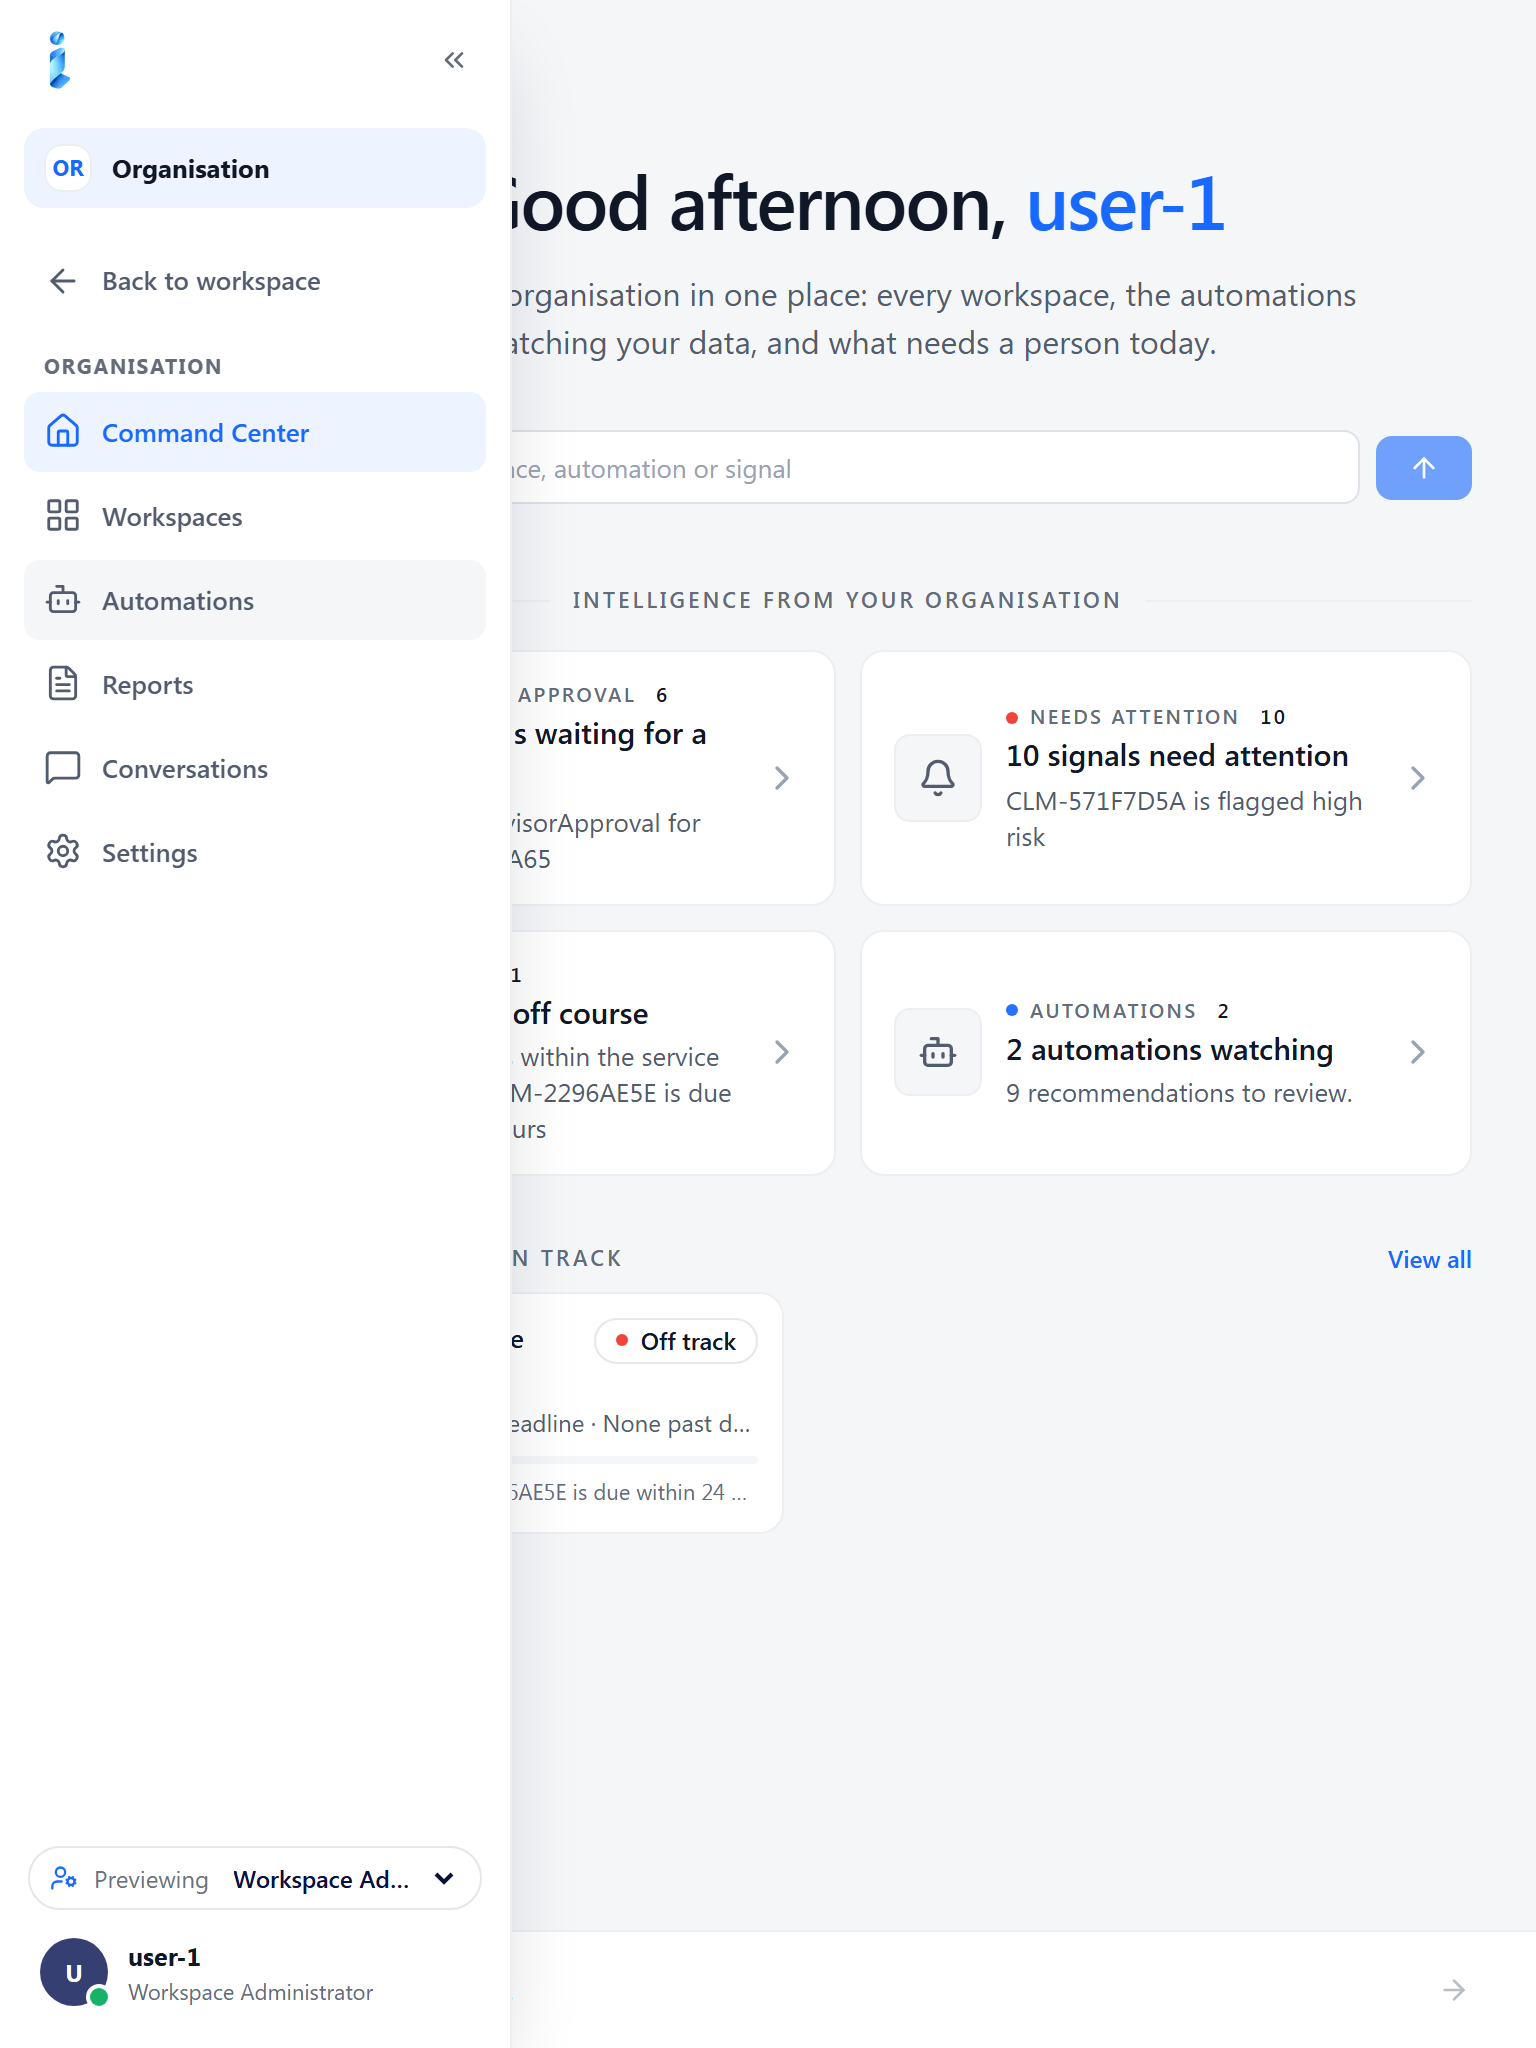 OR Organisation
Back to workspace
ORGANISATION
Command Center
Workspaces
Automations
Reports
Conversations
Settings
Previewing Workspace Ad...
U
user-1
Workspace Administrator
Good afternoon, user-1
organisation in one place: every workspace, the automations
atching your data, and what needs a person today.
automation or signal
INTELLIGENCE FROM YOUR ORGANISATION
APPROVAL 6
s waiting for a
visorApproval for
A65
NEEDS ATTENTION 10
10 signals need attention
CLM-571F7D5A is flagged high
risk
1
off course
within the service
M-2296AE5E is due
urs
AUTOMATIONS 2
2 automations watching
9 recommendations to review.
N TRACK
View all
e
Off track
eadline · None past d...
6AE5E is due within 24 ...